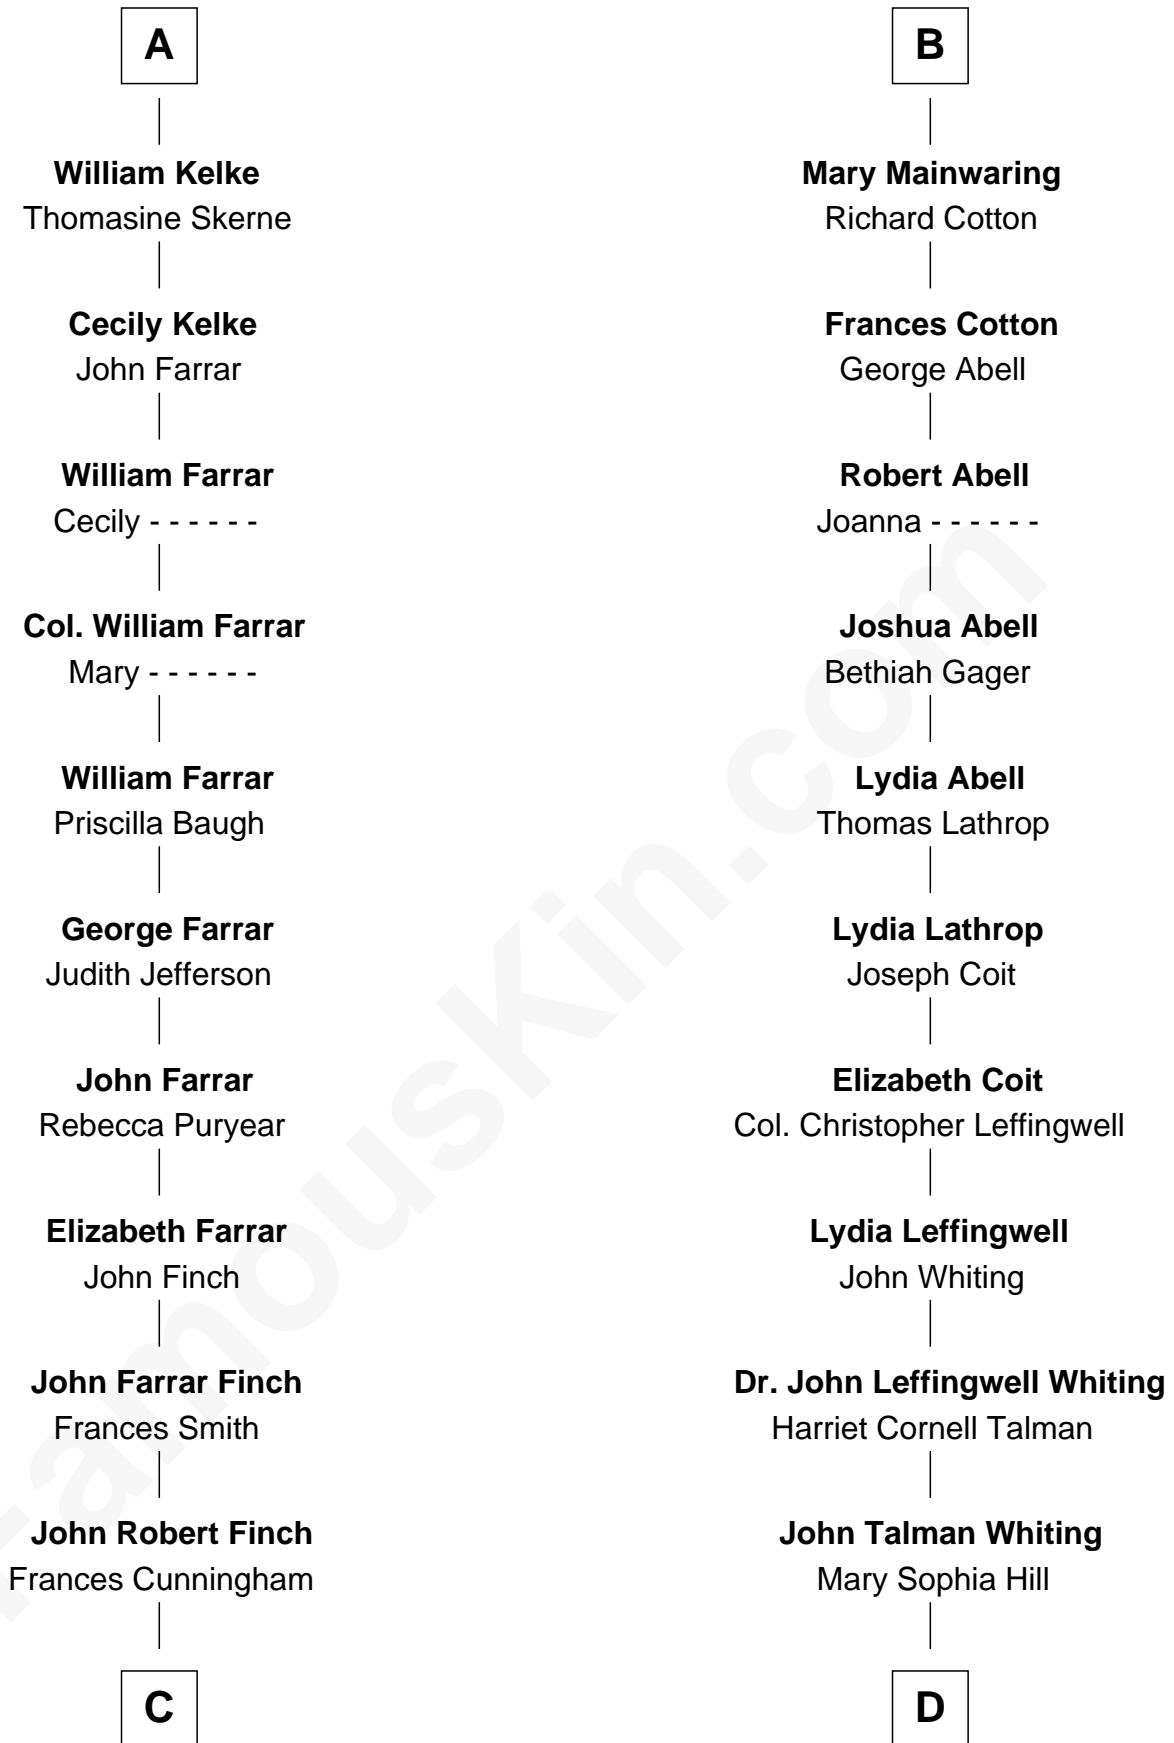 A
William Kelke
Thomasine Skerne
Cecily Kelke
John Farrar
William Farrar
Cecily - - - - - -
Col. William Farrar
Mary - - - - - -
William Farrar
Priscilla Baugh
George Farrar
Judith Jefferson
John Farrar
Rebecca Puryear
Elizabeth Farrar
John Finch
John Farrar Finch
Frances Smith
John Robert Finch
Frances Cunningham
C
B
Mary Mainwaring
Richard Cotton
Frances Cotton
George Abell
Robert Abell
Joanna - - - - - -
Joshua Abell
Bethiah Gager
Lydia Abell
Thomas Lathrop
Lydia Lathrop
Joseph Coit
Elizabeth Coit
Col. Christopher Leffingwell
Lydia Leffingwell
John Whiting
Dr. John Leffingwell Whiting
Harriet Cornell Talman
John Talman Whiting
Mary Sophia Hill
D
FamousKin.com